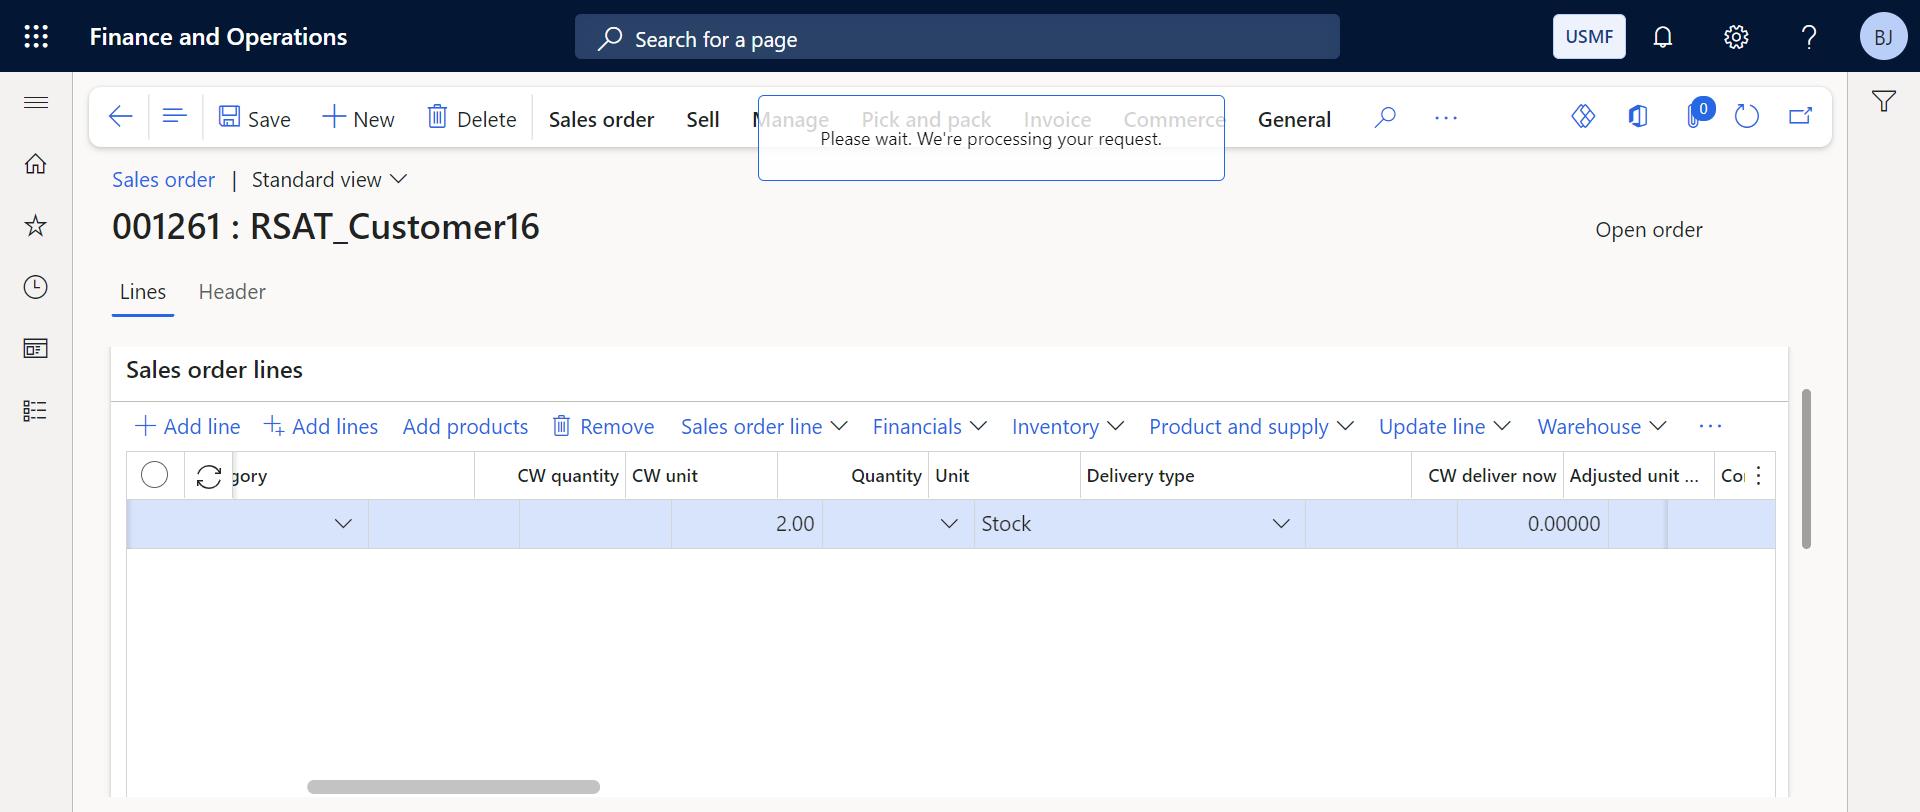 Finance and Operations
Search for a page
USMF
BJ
Save
New
Delete
Sales order
Sell
Manage
Pick and pack
Invoice
Commerce
General
0
Please wait. We're processing your request.
Sales order | Standard view
001261 : RSAT_Customer16
Open order
Lines
Header
Sales order lines
Add line
Add lines
Add products
Remove
Sales order line
Financials
Inventory
Product and supply
Update line
Warehouse
gory
CW quantity
CW unit
Quantity
Unit
Delivery type
CW deliver now
Adjusted unit ...
Co
2.00
Stock
0.00000